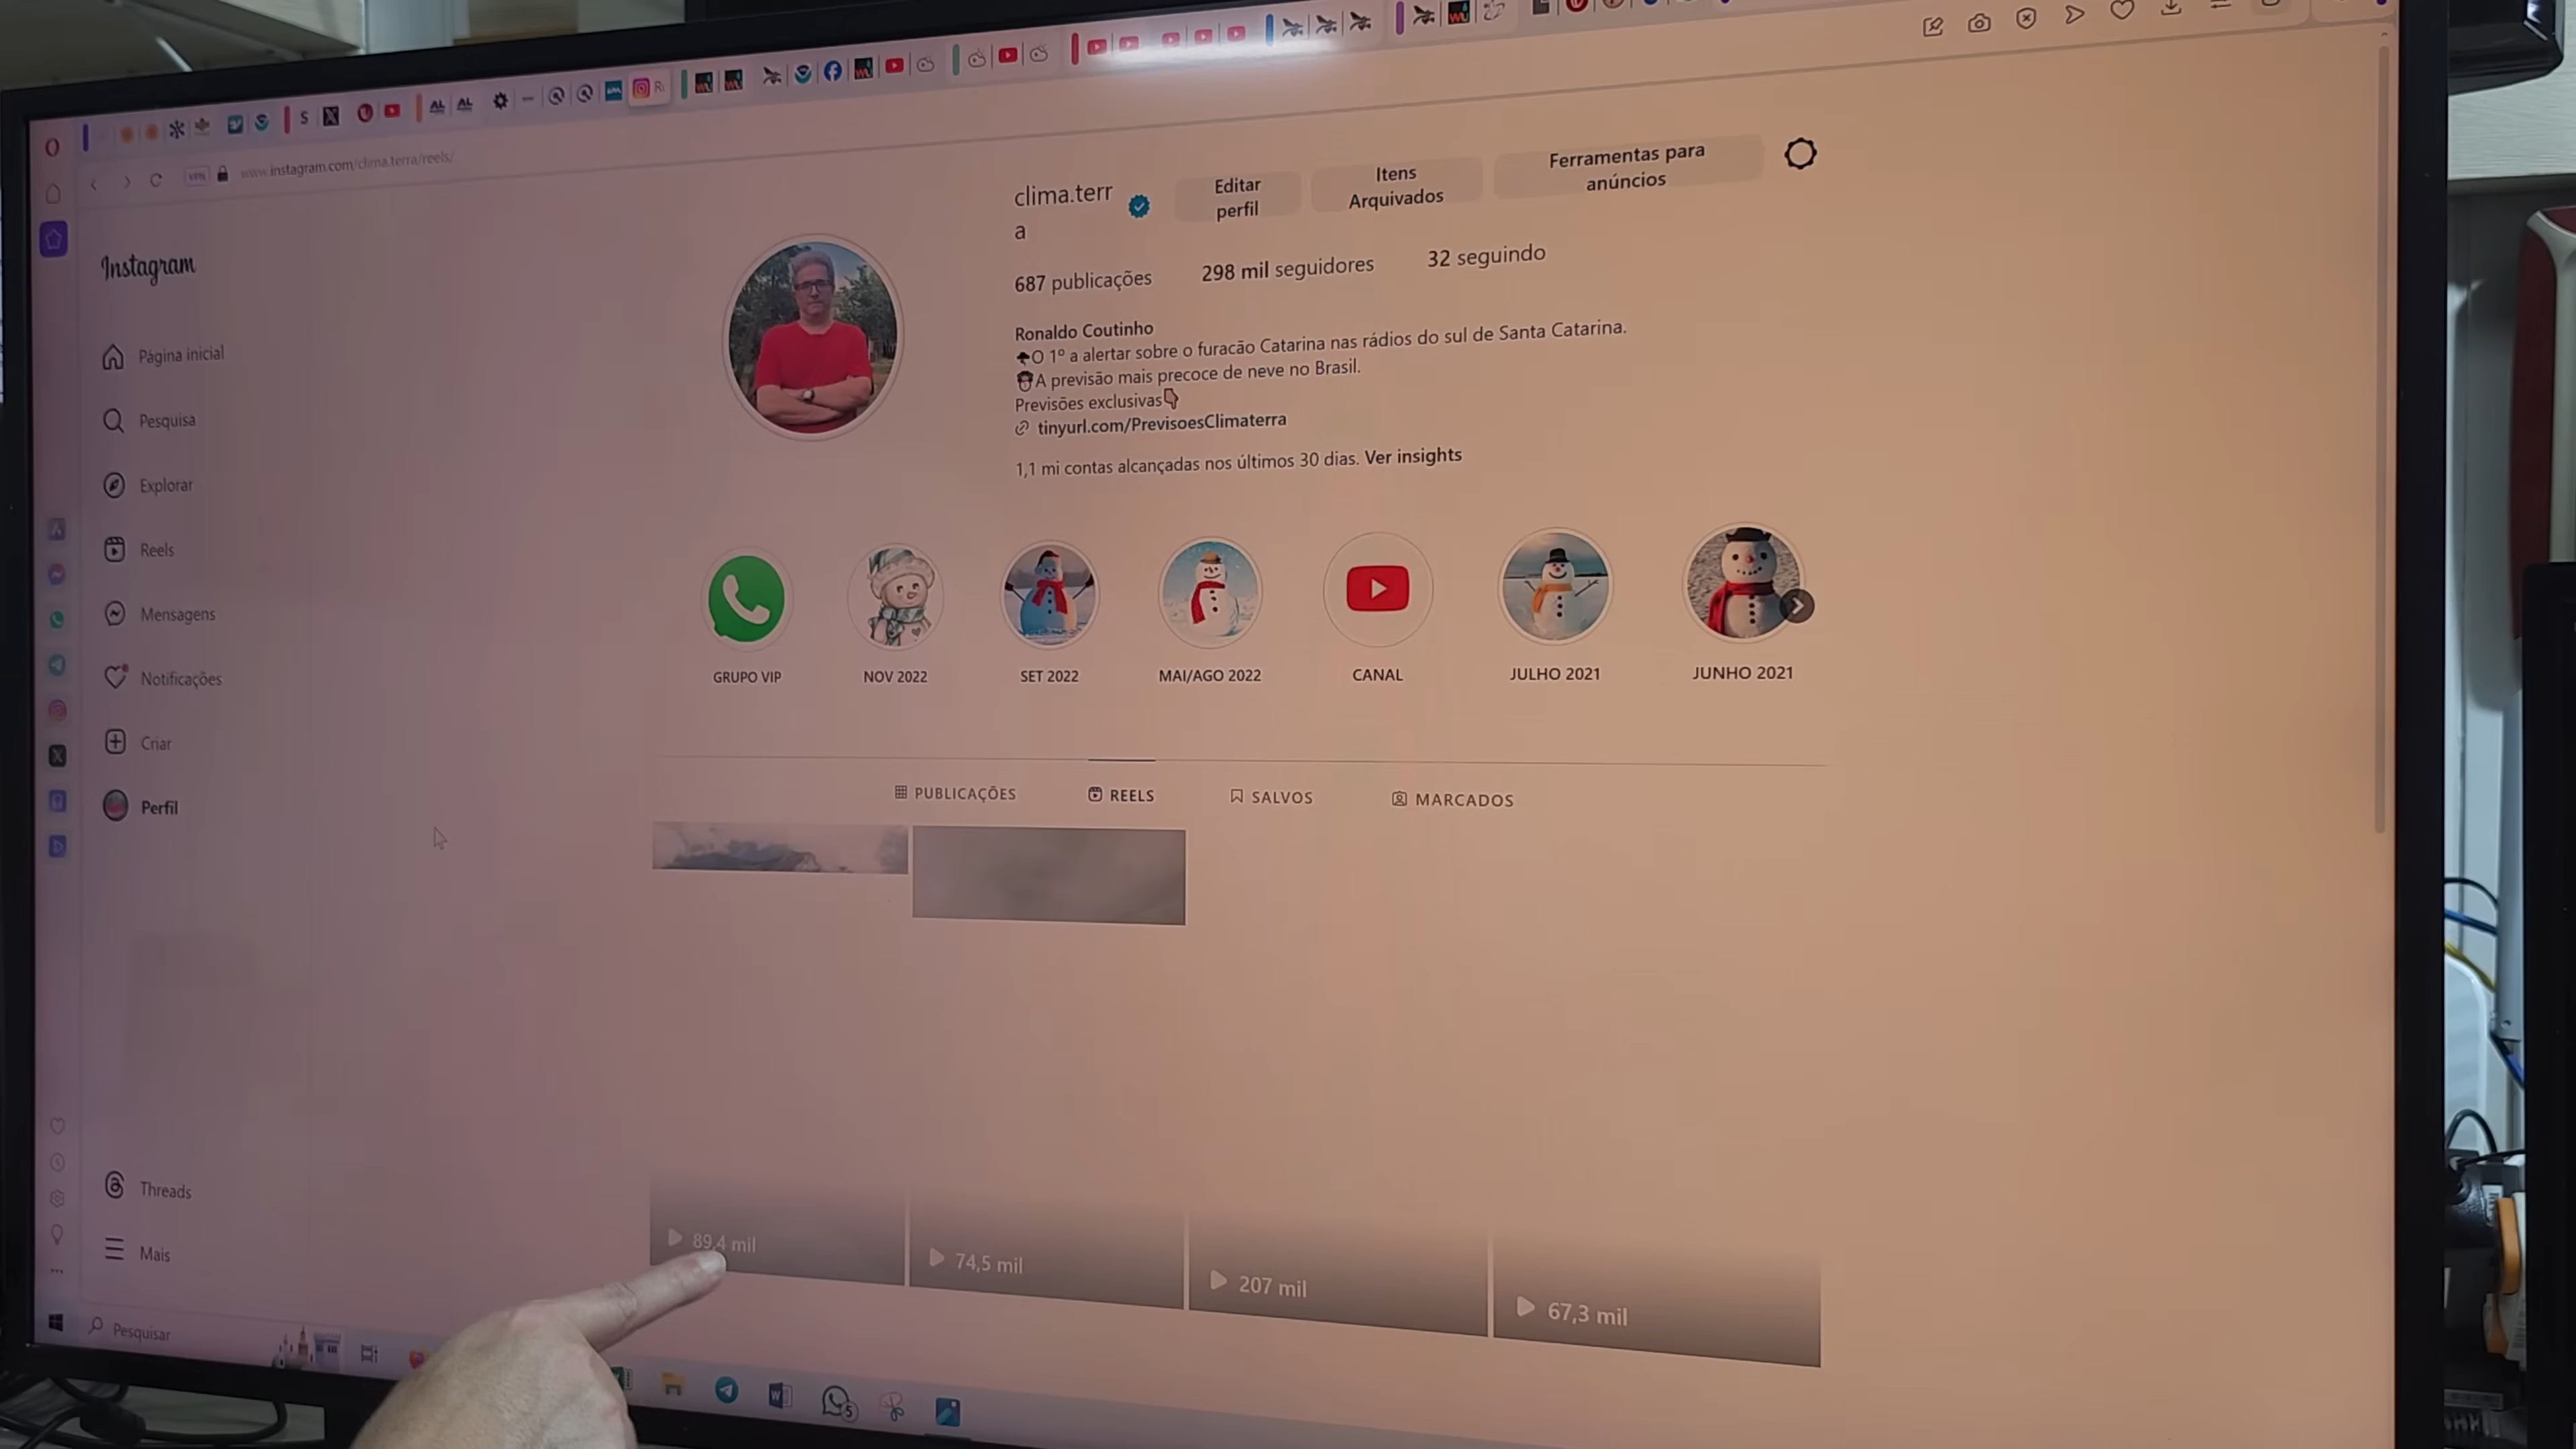 www.instagram.com/clima.terra/reels/
VPN
Instagram
Página inicial
Pesquisa
Explorar
Reels
Mensagens
Notificações
Criar
Perfil
Threads
Mais
clima.terr
a
Editar
perfil
Itens
Arquivados
Ferramentas para
anúncios
687 publicações
298 mil seguidores
32 seguindo
Ronaldo Coutinho
O 1º a alertar sobre o furacão Catarina nas rádios do sul de Santa Catarina.
A previsão mais precoce de neve no Brasil.
Previsões exclusivas
tinyurl.com/PrevisoesClimaterra
1,1 mi contas alcançadas nos últimos 30 dias. Ver insights
GRUPO VIP
NOV 2022
SET 2022
MAI/AGO 2022
CANAL
JULHO 2021
JUNHO 2021
PUBLICAÇÕES
REELS
SALVOS
MARCADOS
89,4 mil
74,5 mil
207 mil
67,3 mil
Pesquisar
5